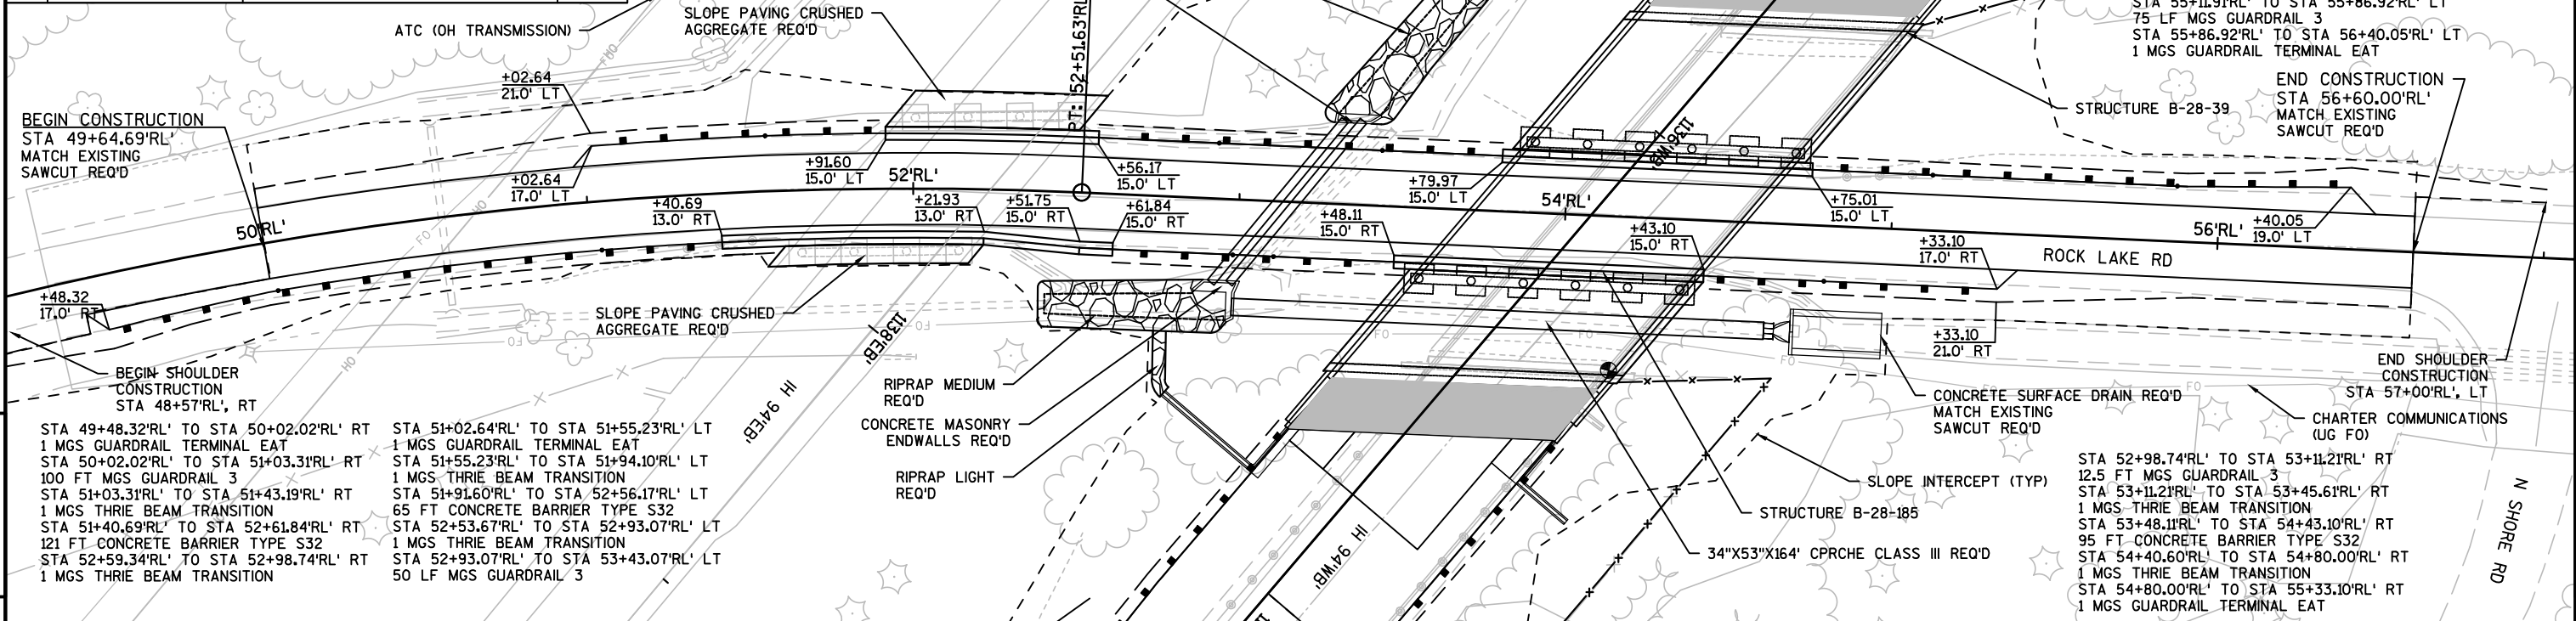 ATC (OH TRANSMISSION)
SLOPE PAVING CRUSHED
AGGREGATE REQ'D
PT: 52+51.63'RL'
STA 55+11.91'RL' TO STA 55+86.92'RL' LT
75 LF MGS GUARDRAIL 3
STA 55+86.92'RL' TO STA 56+40.05'RL' LT
1 MGS GUARDRAIL TERMINAL EAT
BEGIN CONSTRUCTION
STA 49+64.69'RL'
MATCH EXISTING
SAWCUT REQ'D
+02.64
21.0' LT
END CONSTRUCTION
STA 56+60.00'RL'
MATCH EXISTING
SAWCUT REQ'D
STRUCTURE B-28-39
1136'WB'
+02.64
17.0' LT
+91.60
15.0' LT
52'RL'
+56.17
15.0' LT
+79.97
15.0' LT
54'RL'
+75.01
15.0' LT
50'RL'
+40.69
13.0' RT
+21.93
13.0' RT
+51.75
15.0' RT
+61.84
15.0' RT
+48.11
15.0' RT
+43.10
15.0' RT
+33.10
17.0' RT
ROCK LAKE RD
56'RL'
+40.05
19.0' LT
+48.32
17.0' RT
SLOPE PAVING CRUSHED
AGGREGATE REQ'D
1138'EB'
+33.10
21.0' RT
FO
FO
FO
FO
FO
FO
FO
FO
HO
HO
HO
BEGIN SHOULDER
CONSTRUCTION
STA 48+57'RL', RT
IH 94'EB'
RIPRAP MEDIUM
REQ'D
CONCRETE MASONRY
ENDWALLS REQ'D
RIPRAP LIGHT
REQ'D
END SHOULDER
CONSTRUCTION
STA 57+00'RL', LT
CONCRETE SURFACE DRAIN REQ'D
MATCH EXISTING
SAWCUT REQ'D
CHARTER COMMUNICATIONS
(UG FO)
SLOPE INTERCEPT (TYP)
STRUCTURE B-28-185
34"X53"X164' CPRCHE CLASS III REQ'D
IH 94'WB'
N SHORE RD
STA 49+48.32'RL' TO STA 50+02.02'RL' RT
1 MGS GUARDRAIL TERMINAL EAT
STA 50+02.02'RL' TO STA 51+03.31'RL' RT
100 FT MGS GUARDRAIL 3
STA 51+03.31'RL' TO STA 51+43.19'RL' RT
1 MGS THRIE BEAM TRANSITION
STA 51+40.69'RL' TO STA 52+61.84'RL' RT
121 FT CONCRETE BARRIER TYPE S32
STA 52+59.34'RL' TO STA 52+98.74'RL' RT
1 MGS THRIE BEAM TRANSITION
STA 51+02.64'RL' TO STA 51+55.23'RL' LT
1 MGS GUARDRAIL TERMINAL EAT
STA 51+55.23'RL' TO STA 51+94.10'RL' LT
1 MGS THRIE BEAM TRANSITION
STA 51+91.60'RL' TO STA 52+56.17'RL' LT
65 FT CONCRETE BARRIER TYPE S32
STA 52+53.67'RL' TO STA 52+93.07'RL' LT
1 MGS THRIE BEAM TRANSITION
STA 52+93.07'RL' TO STA 53+43.07'RL' LT
50 LF MGS GUARDRAIL 3
STA 52+98.74'RL' TO STA 53+11.21'RL' RT
12.5 FT MGS GUARDRAIL 3
STA 53+11.21'RL' TO STA 53+45.61'RL' RT
1 MGS THRIE BEAM TRANSITION
STA 53+48.11'RL' TO STA 54+43.10'RL' RT
95 FT CONCRETE BARRIER TYPE S32
STA 54+40.60'RL' TO STA 54+80.00'RL' RT
1 MGS THRIE BEAM TRANSITION
STA 54+80.00'RL' TO STA 55+33.10'RL' RT
1 MGS GUARDRAIL TERMINAL EAT